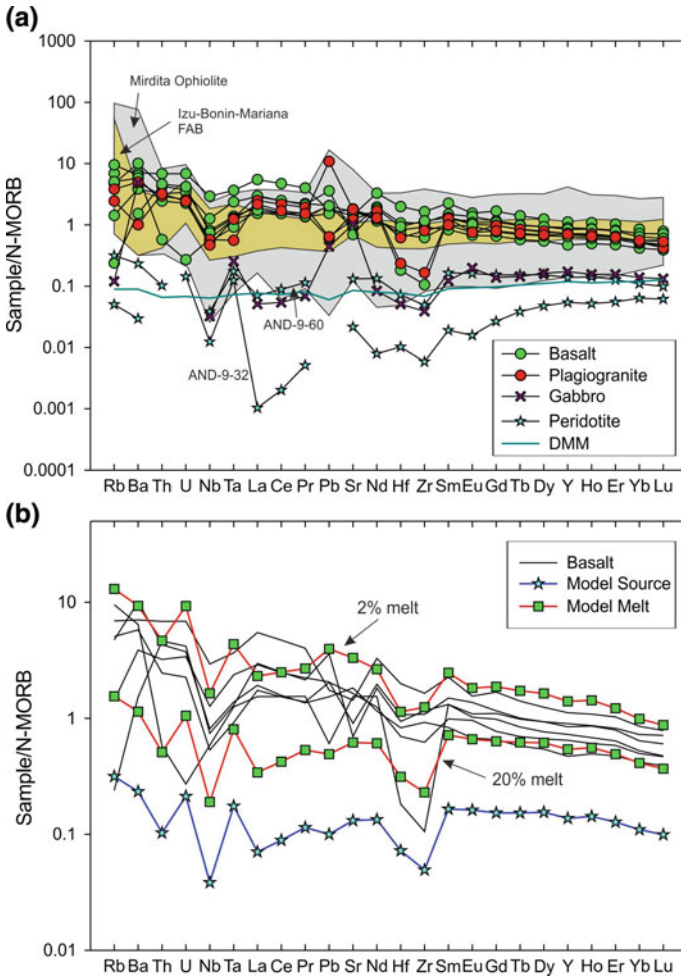 (a)
1000
100
10
1
0.1
0.01
0.001
0.0001
Sample/N-MORB
Mirdita Ophiolite
Izu-Bonin-Mariana
FAB
AND-9-60
AND-9-32
Basalt
Plagiogranite
Gabbro
Peridotite
DMM
Rb Ba Th U Nb Ta La Ce Pr Pb Sr Nd Hf Zr Sm Eu Gd Tb Dy Y Ho Er Yb Lu
(b)
10
1
0.1
0.01
Sample/N-MORB
2% melt
20% melt
Basalt
Model Source
Model Melt
Rb Ba Th U Nb Ta La Ce Pr Pb Sr Nd Hf Zr Sm Eu Gd Tb Dy Y Ho Er Yb Lu